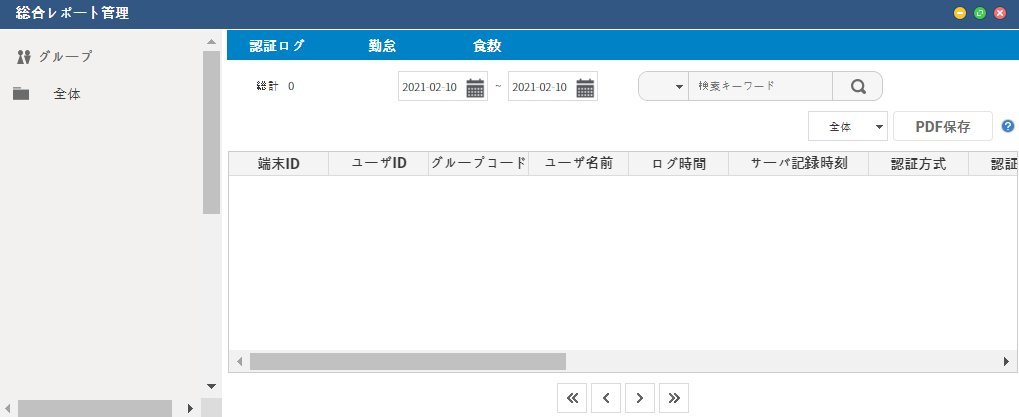 総合レポート管理
グループ
全体
認証ログ 勤怠 食数
総計 0 2021-02-10 ~ 2021-02-10 検索キーワード
全体 PDF保存 ?
端末ID ユーザID グループコード ユーザ名前 ログ時間 サーバ記録時刻 認証方式 認証